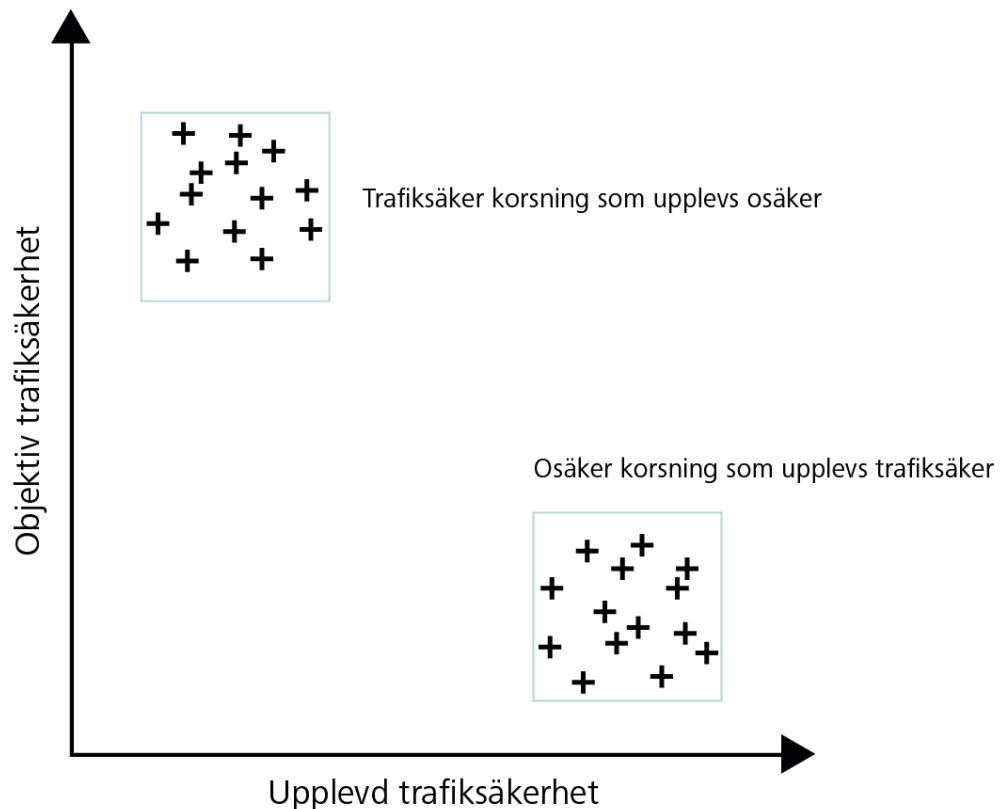 Trafiksäker korsning som upplevs osäker
Objektiv trafiksäkerhet
Osäker korsning som upplevs trafiksäker
Upplevd trafiksäkerhet